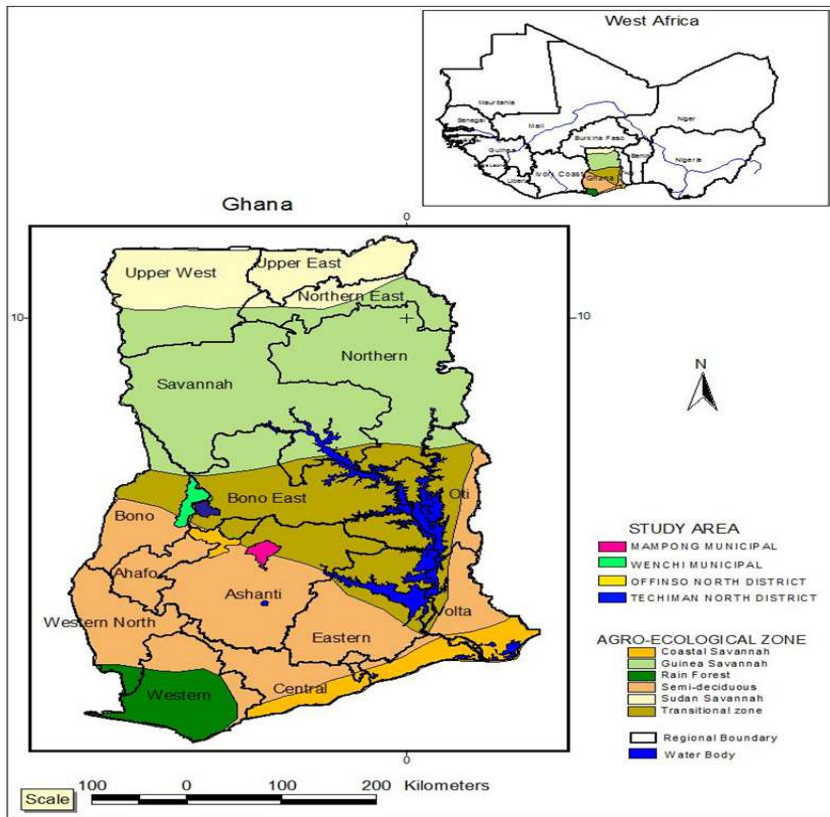 West Africa
Mauritania
Senegal
Mali
Niger
Burkina Faso
Guinea
Benin
Nigeria
Ivory Coast
Ghana
Liberia
Ghana
0
Upper West
Upper East
Northern East
10
10
Northern
Savannah
N
Bono East
Oti
Bono
Ahafo
Ashanti
Volta
Western North
Eastern
Western
Central
0
STUDY AREA
MAMPONG MUNICIPAL
WENCHI MUNICIPAL
OFFINSO NORTH DISTRICT
TECHIMAN NORTH DISTRICT
AGRO-ECOLOGICAL ZONE
Coastal Savannah
Guinea Savannah
Rain Forest
Semi-deciduous
Sudan Savannah
Transitional zone
Regional Boundary
Water Body
Scale
100 0 100 200 Kilometers